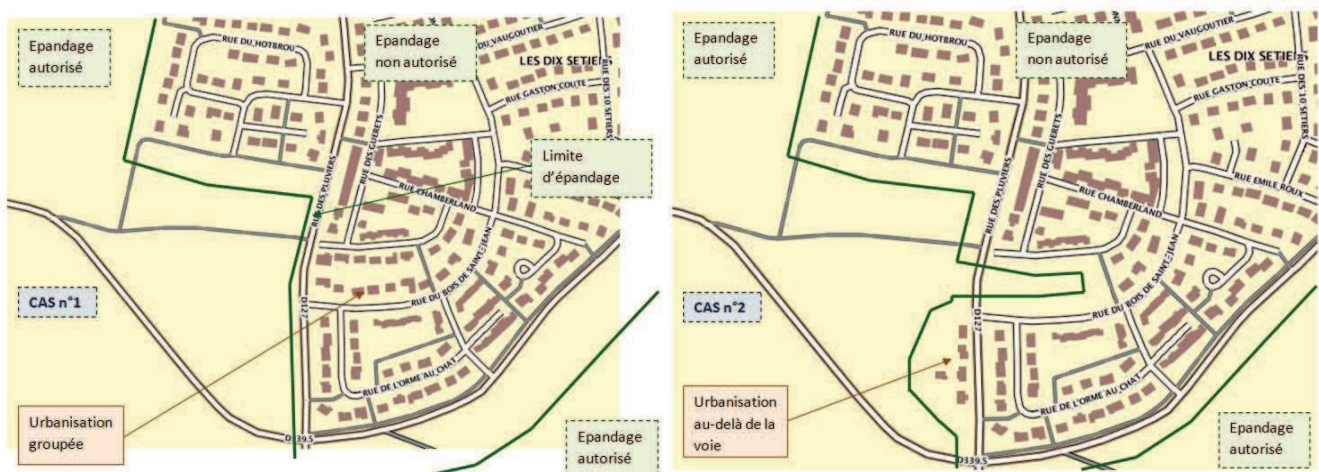 Epandage
autorisé
RUE DU HOTBROU
Epandage
non autorisé
DU VAUGOUTIER
LES DIX SETIERS
RUE GASTON COUTE
RUE DES 10 SETIERS
RUE DES GUERETS
Limite
d'épandage
RUE DES PLUVIERS
RUE CHAMBERLAND
CAS n°1
D127
RUE DU BOIS DE SAINT-JEAN
RUE DE L'ORME AU CHAT
Urbanisation
groupée
D339.5
Epandage
autorisé
Epandage
autorisé
RUE DU HOTBROU
Epandage
non autorisé
RUE DU VAUGOUTIER
LES DIX SETIERS
RUE GASTON COUTE
RUE DES 10 SETIERS
RUE DES GUERETS
RUE EMILE ROUX
RUE DES PLUVIERS
RUE CHAMBERLAND
CAS n°2
D127
RUE DU BOIS DE SAINT-JEAN
RUE DE L'ORME AU CHAT
Urbanisation
au-delà de la
voie
D339.5
Epandage
autorisé